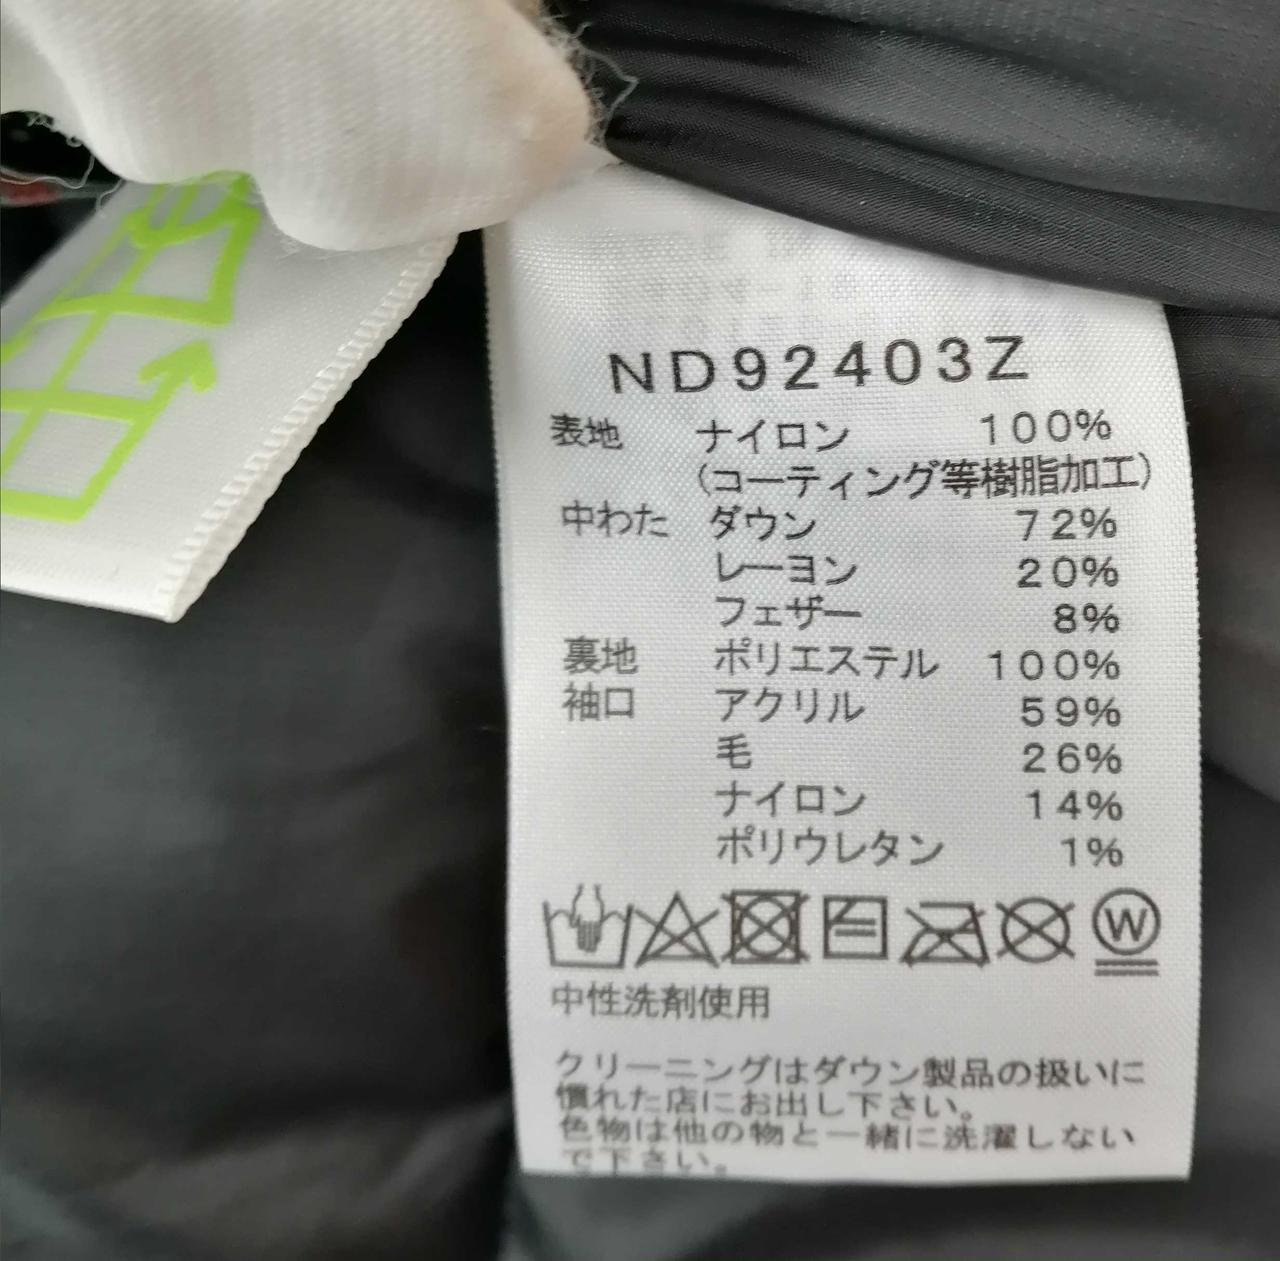 ND92403Z
表地 ナイロン 100%
(コーティング等樹脂加工)
中わた ダウン 72%
レーヨン 20%
フェザー 8%
裏地 ポリエステル 100%
袖口 アクリル 59%
毛 26%
ナイロン 14%
ポリウレタン 1%
W
中性洗剤使用
クリーニングはダウン製品の扱いに
慣れた店にお出し下さい。
色物は他の物と一緒に洗濯しない
で下さい。